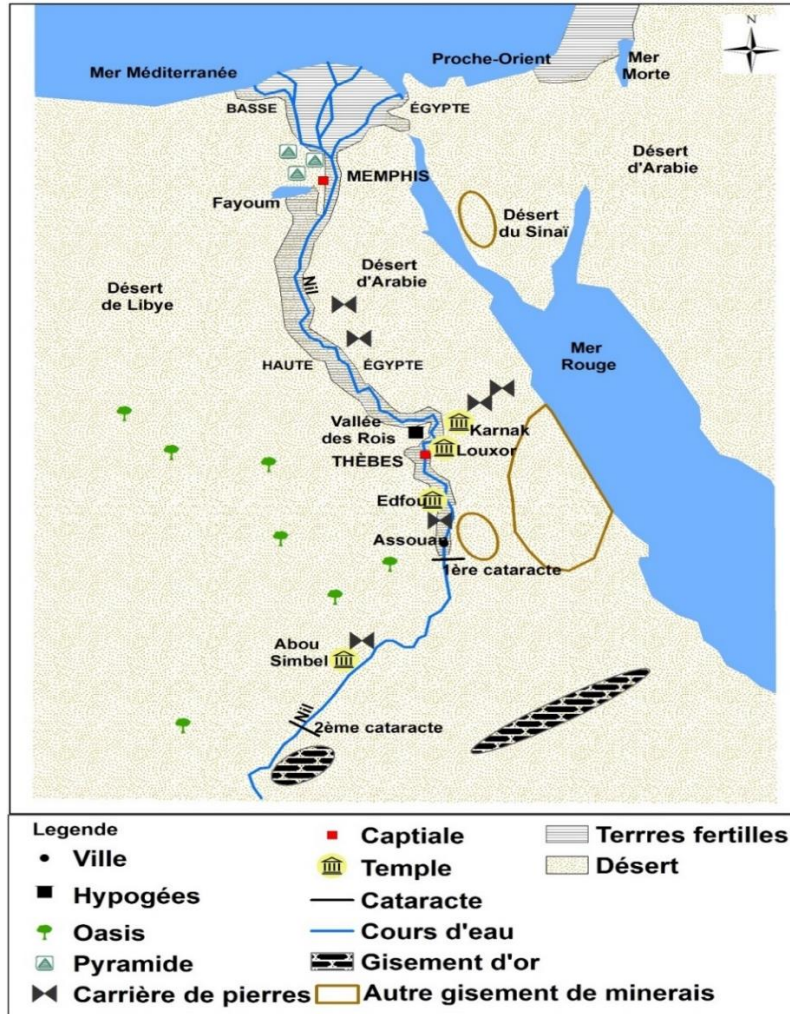 N
Proche-Orient
Mer Méditerranée
Mer
Morte
BASSE
ÉGYPTE
Désert
d'Arabie
MEMPHIS
Fayoum
Désert
du Sinaï
Désert
d'Arabie
Nil
Désert
de Libye
Mer
Rouge
HAUTE
ÉGYPTE
Vallée
des Rois
Karnak
Louxor
THÈBES
Edfou
Assouan
1ère cataracte
Abou
Simbel
Nil
2ème cataracte
Legende
Ville
Hypogées
Oasis
Pyramide
Carrière de pierres
Captiale
Temple
Cataracte
Cours d'eau
Gisement d'or
Autre gisement de minerais
Terrres fertilles
Désert